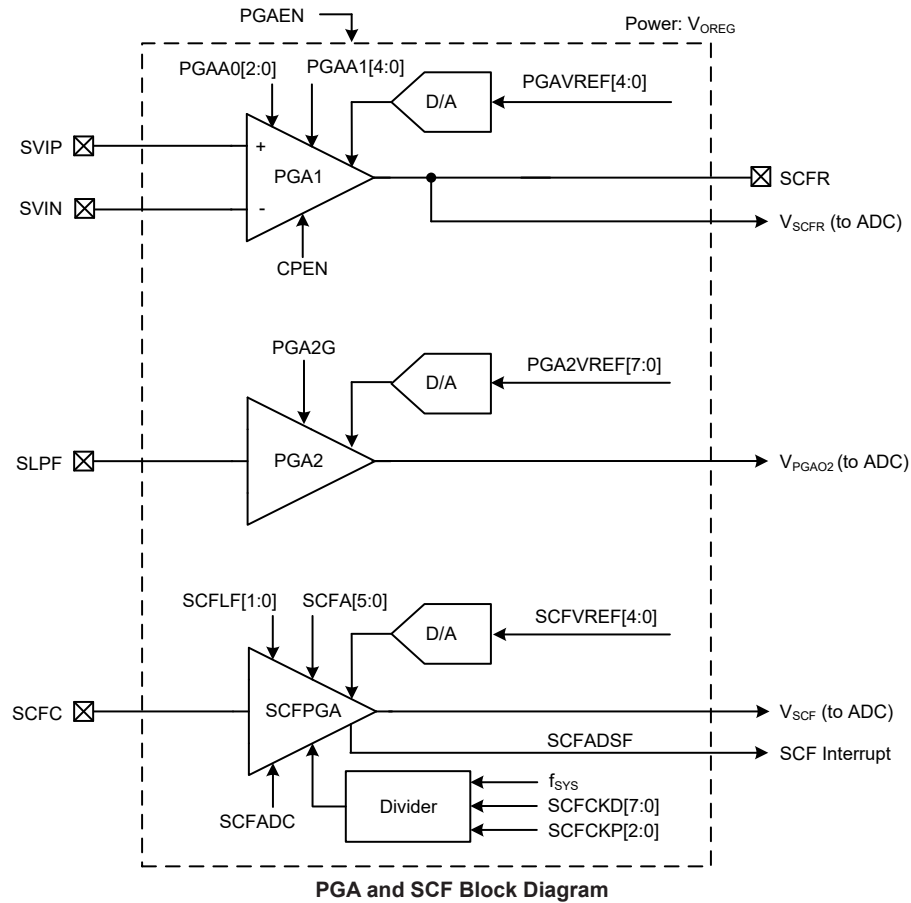 PGAEN
Power: VOREG
PGAA0[2:0]
PGAA1[4:0]
D/A
PGAVREF[4:0]
SVIP
+
PGA1
SCFR
SVIN
-
VSCFR (to ADC)
CPEN
PGA2G
D/A
PGA2VREF[7:0]
SLPF
PGA2
VPGAO2 (to ADC)
SCFLF[1:0]
SCFA[5:0]
D/A
SCFVREF[4:0]
SCFC
SCFPGA
VSCF (to ADC)
SCFADSF
SCF Interrupt
SCFADC
Divider
fSYS
SCFCKD[7:0]
SCFCKP[2:0]
PGA and SCF Block Diagram